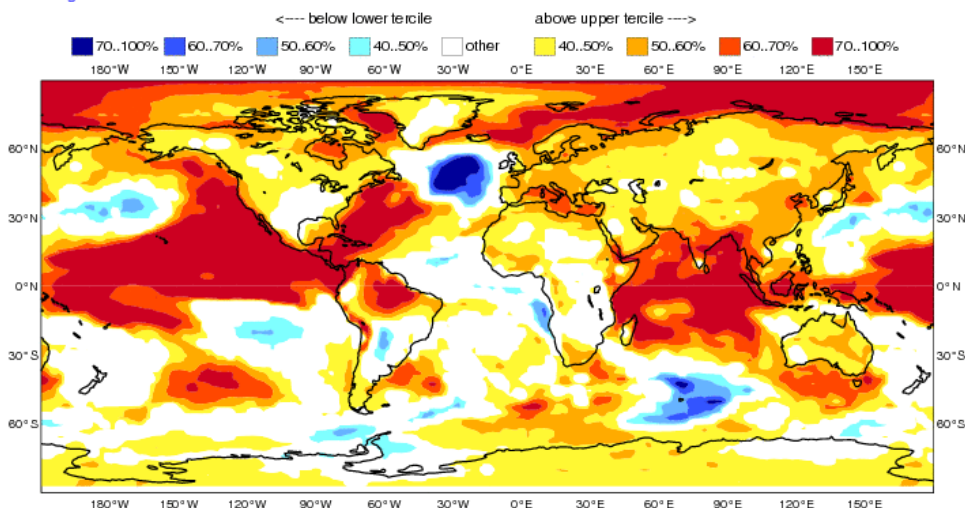 <---- below lower tercile above upper tercile ---->
70..100% 60..70% 50..60% 40..50% other 40..50% 50..60% 60..70% 70..100%
180°W 150°W 120°W 90°W 60°W 30°W 0°E 30°E 60°E 90°E 120°E 150°E
60°N 60°N
30°N 30°N
0°N 0°N
30°S 30°S
60°S 60°S
180°W 150°W 120°W 90°W 60°W 30°W 0°E 30°E 60°E 90°E 120°E 150°E